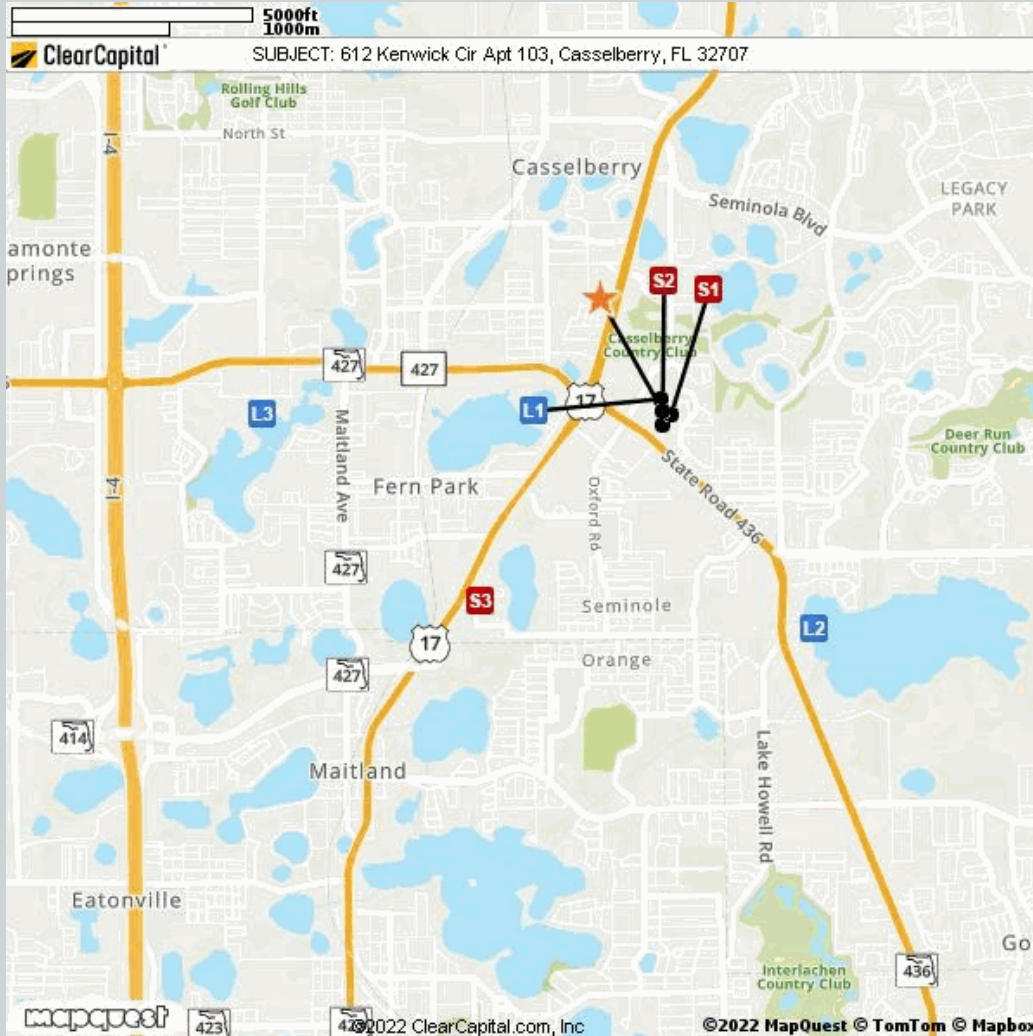 5000ft
1000m
ClearCapital
SUBJECT: 612 Kenwick Cir Apt 103, Casselberry, FL 32707
Rolling Hills
Golf Club
I-4
North St
Casselberry
LEGACY
PARK
Seminola Blvd
amonte
prings
S2
S1
Casselberry
Country Club
427
427
17
L1
L3
Maitland Ave
Deer Run
Country Club
State Road 436
I-4
Fern Park
Oxford Rd
427
S3
Seminole
L2
17
Orange
427
414
Maitland
Lake Howell Rd
Eatonville
Go
Interlachen
Country Club
436
mapquest
423
©2022 ClearCapital.com, Inc
©2022 MapQuest © TomTom © Mapbo